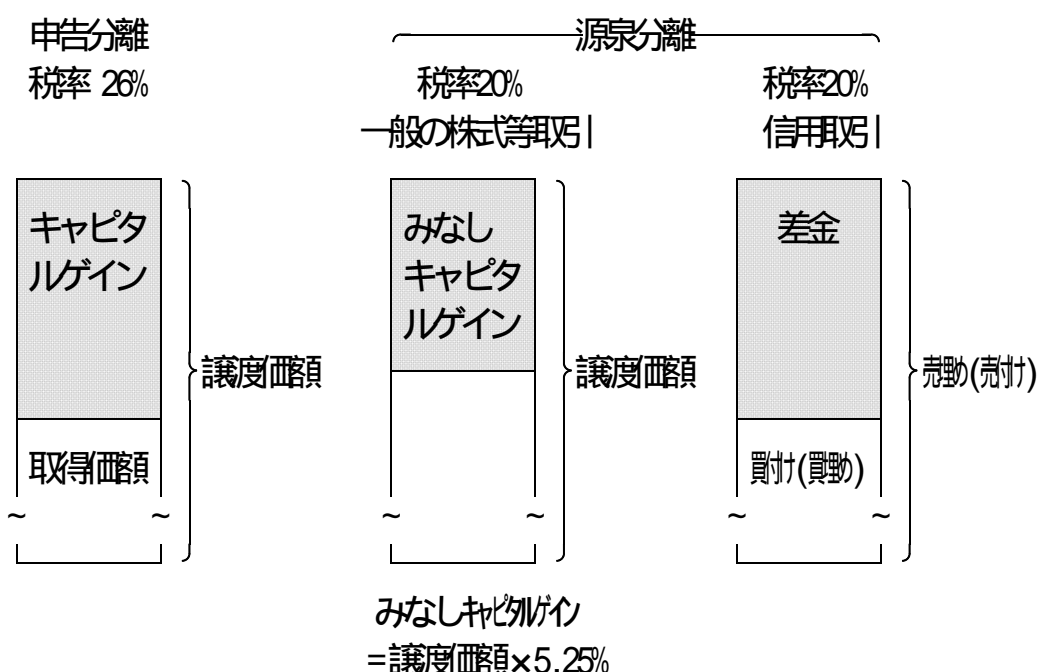 申告分離
税率 26%
源泉分離
税率20%
一般の株式等取引
税率20%
信用取引
キャピタ
ルゲイン
取得価額
譲渡価額
みなし
キャピタ
ルゲイン
譲渡価額
差金
買付け(買埋め)
売埋め(売付け)
~ ~
~ ~
~ ~
みなしキャピタルゲイン
=譲渡価額×5.25%